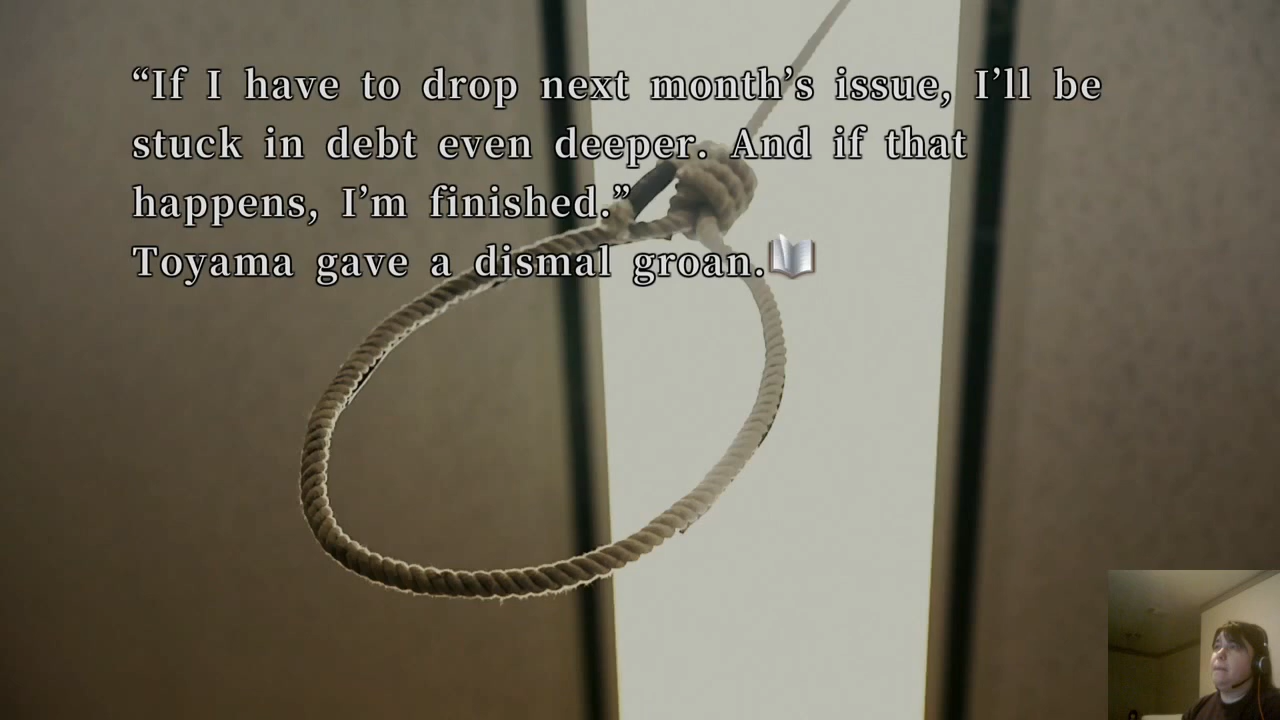 “If I have to drop next month’s issue, I’ll be
stuck in debt even deeper. And if that
happens, I’m finished.”
Toyama gave a dismal groan.